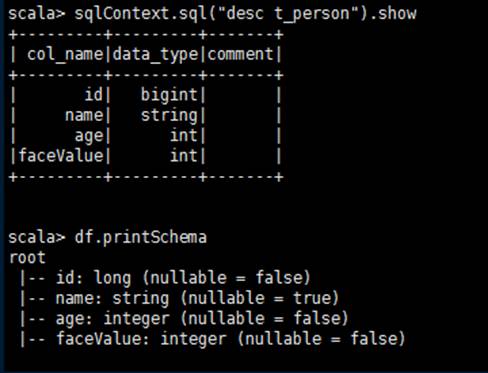 scala> sqlContext.sql("desc t_person").show
+---------+---------+-------+
| col_name|data_type|comment|
+---------+---------+-------+
|       id|   bigint|       |
|     name|   string|       |
|      age|      int|       |
|faceValue|      int|       |
+---------+---------+-------+
scala> df.printSchema
root
 |-- id: long (nullable = false)
 |-- name: string (nullable = true)
 |-- age: integer (nullable = false)
 |-- faceValue: integer (nullable = false)